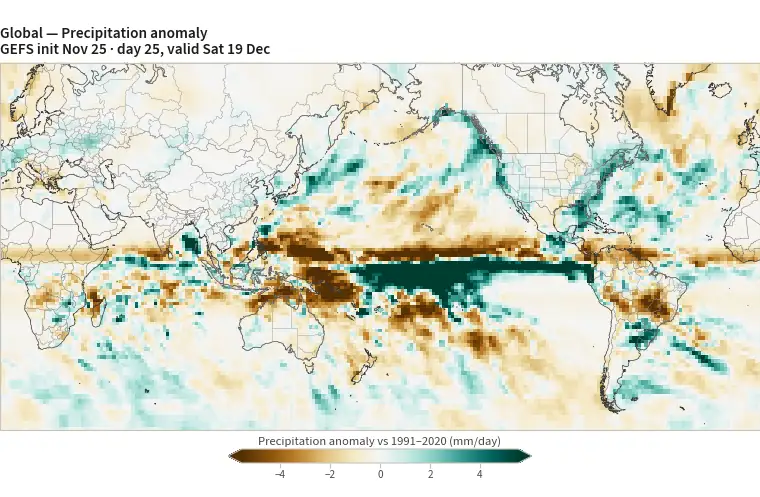 Global — Precipitation anomaly
GEFS init Nov 25 · day 25, valid Sat 19 Dec
Precipitation anomaly vs 1991–2020 (mm/day)
−4 −2 0 2 4